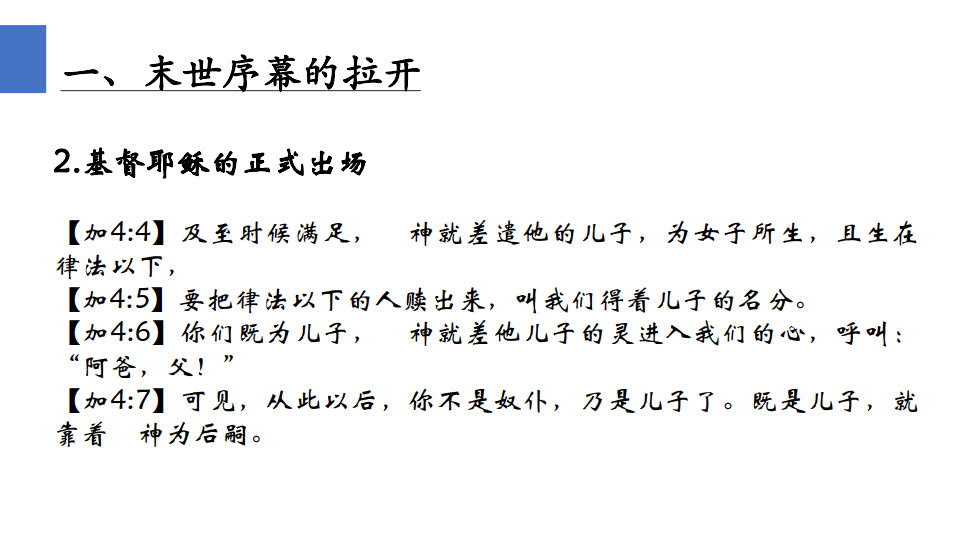 一、末世序幕的拉开
2.基督耶稣的正式出场
【加4:4】及至时候满足，　神就差遣他的儿子，为女子所生，且生在
律法以下，
【加4:5】要把律法以下的人赎出来，叫我们得着儿子的名分。
【加4:6】你们既为儿子，　神就差他儿子的灵进入我们的心，呼叫：
“阿爸，父！”
【加4:7】可见，从此以后，你不是奴仆，乃是儿子了。既是儿子，就
靠着　神为后嗣。